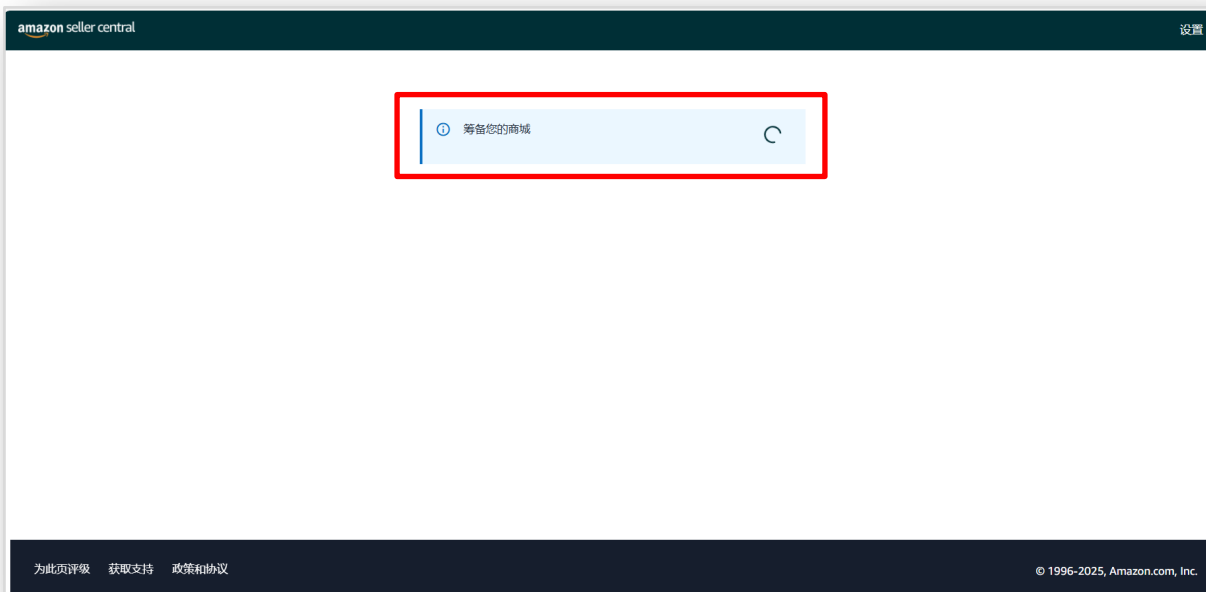 amazon seller central
设置
筹备您的商城
为此页评级 获取支持 政策和协议
© 1996-2025, Amazon.com, Inc.